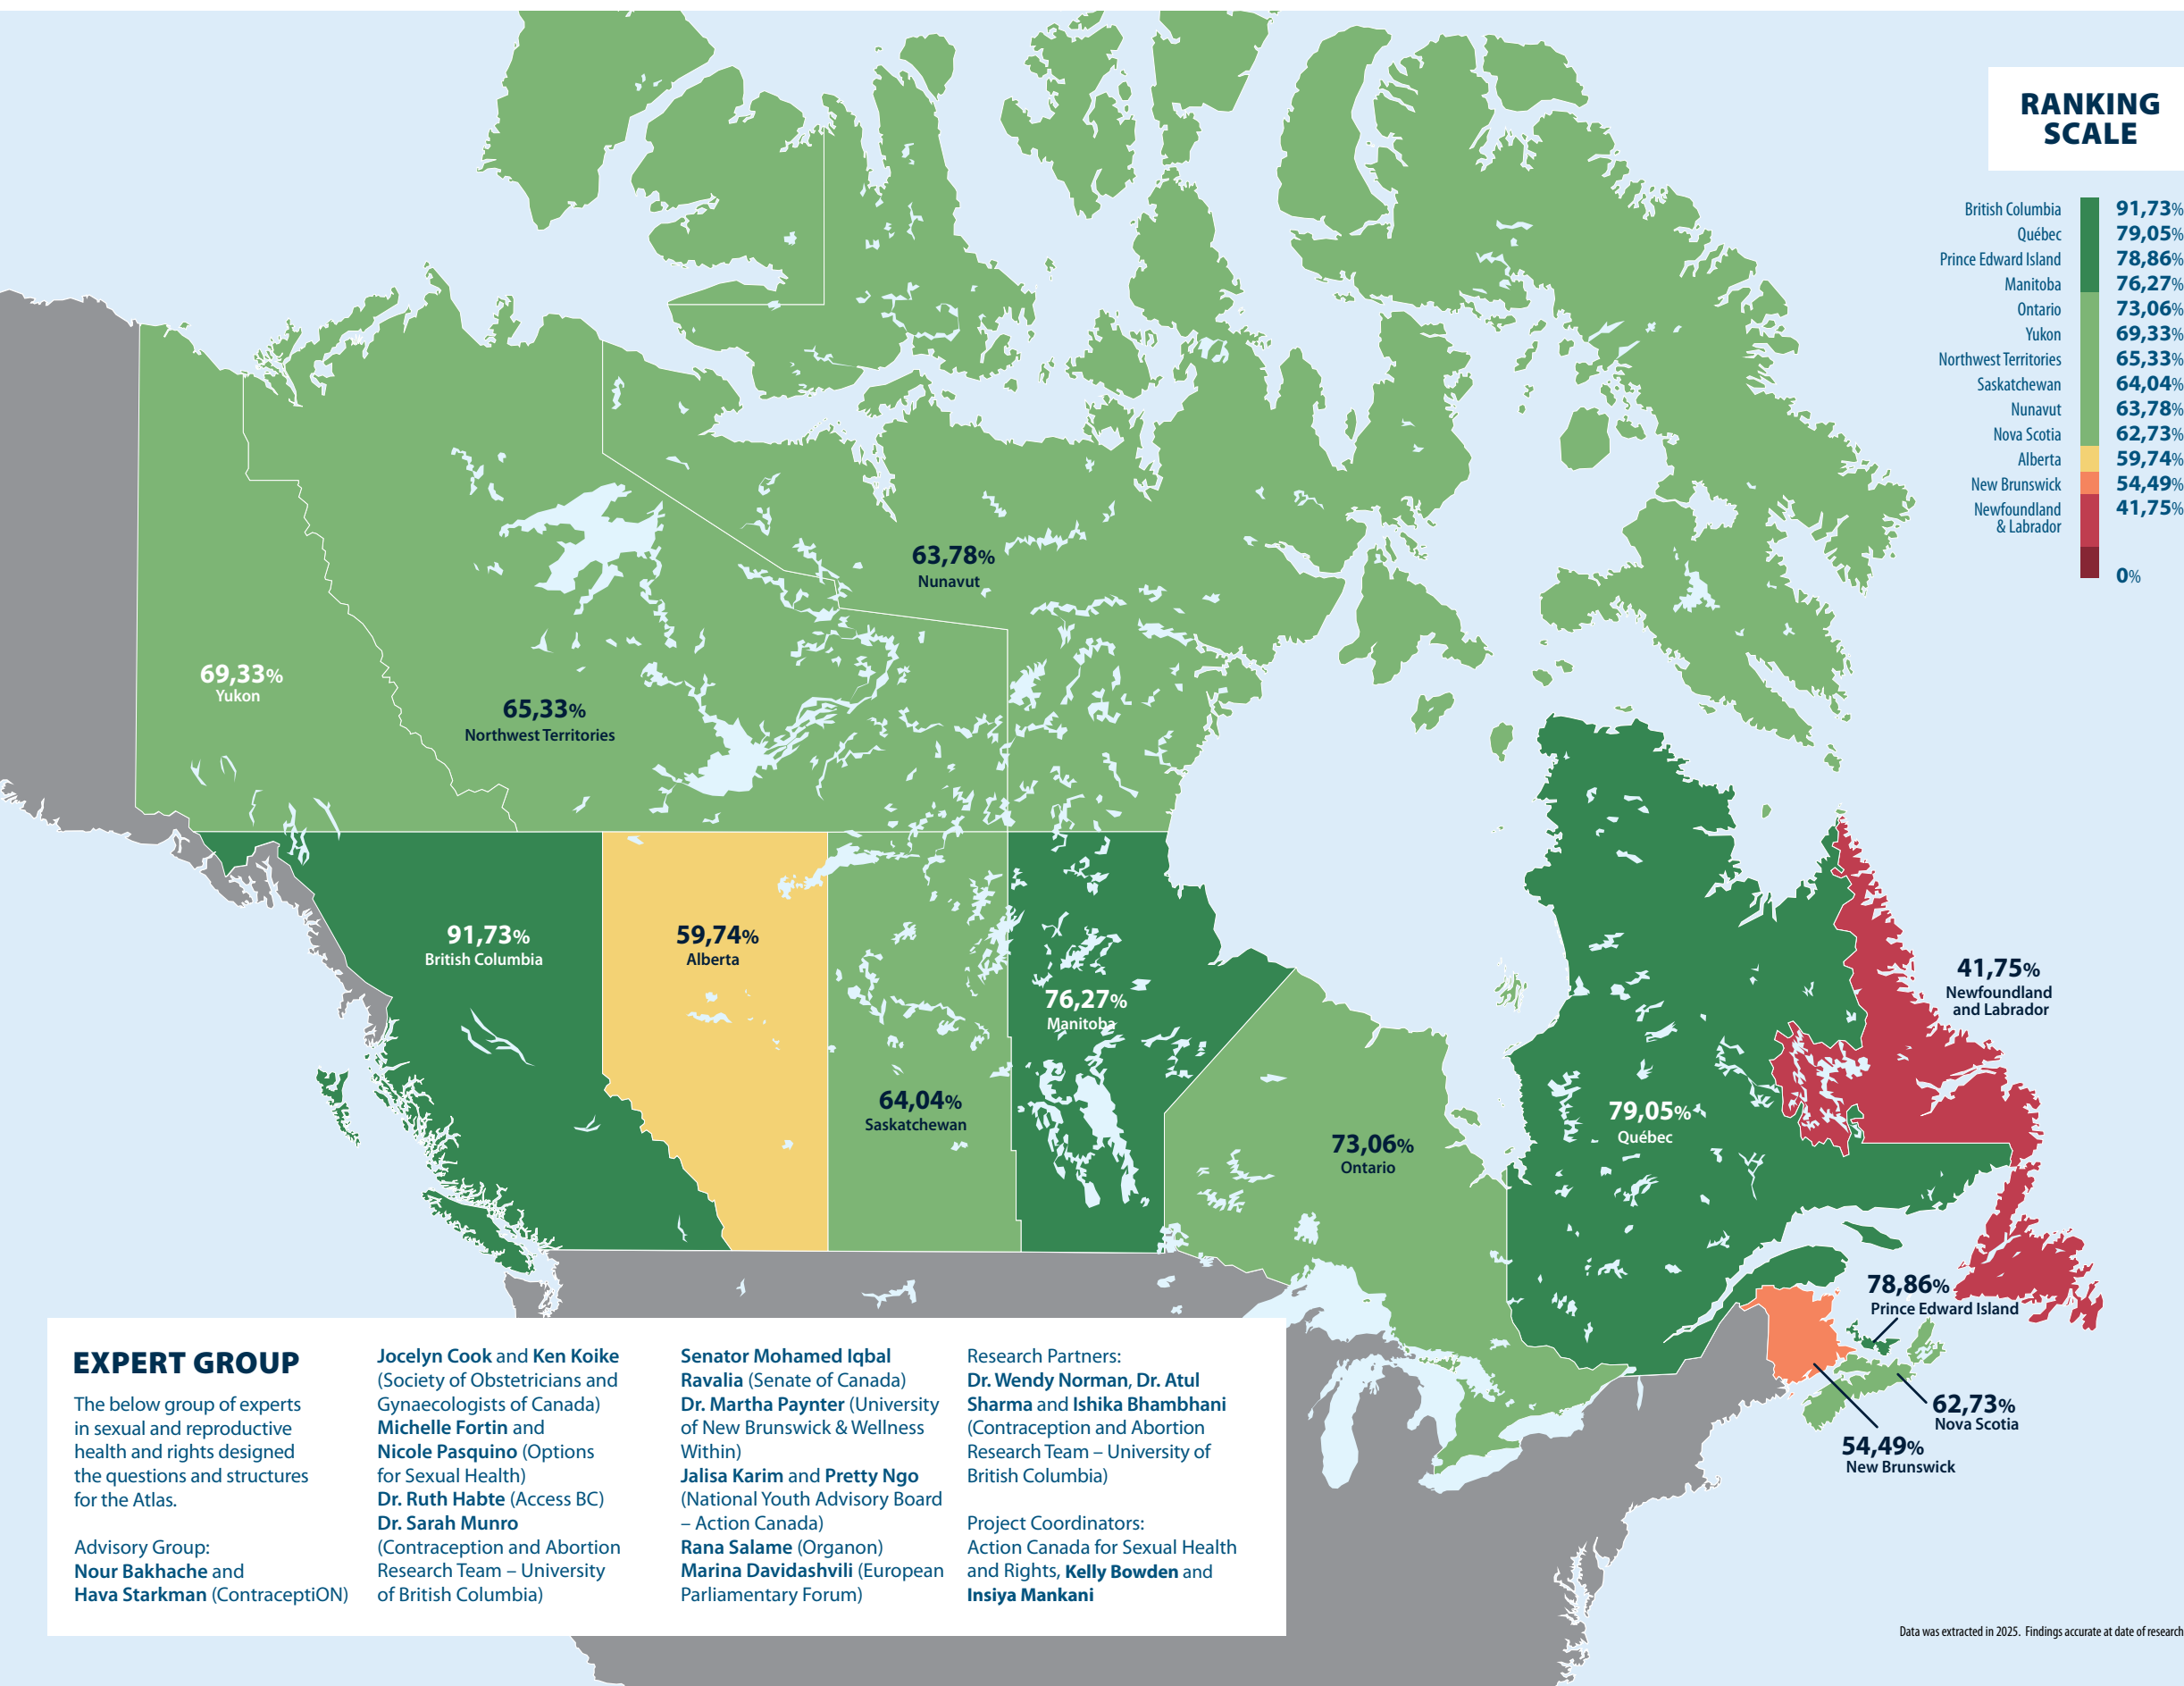 RANKING
SCALE
British Columbia 91,73%
Québec 79,05%
Prince Edward Island 78,86%
Manitoba 76,27%
Ontario 73,06%
Yukon 69,33%
Northwest Territories 65,33%
Saskatchewan 64,04%
Nunavut 63,78%
Nova Scotia 62,73%
Alberta 59,74%
New Brunswick 54,49%
Newfoundland 41,75%
& Labrador
0%
63,78%
Nunavut
69,33%
Yukon
65,33%
Northwest Territories
91,73%
British Columbia
59,74%
Alberta
64,04%
Saskatchewan
76,27%
Manitoba
73,06%
Ontario
79,05%
Québec
41,75%
Newfoundland
and Labrador
78,86%
Prince Edward Island
62,73%
Nova Scotia
54,49%
New Brunswick
EXPERT GROUP
The below group of experts
in sexual and reproductive
health and rights designed
the questions and structures
for the Atlas.
Advisory Group:
Nour Bakhache and
Hava Starkman (ContraceptiON)
Jocelyn Cook and Ken Koike
(Society of Obstetricians and
Gynaecologists of Canada)
Michelle Fortin and
Nicole Pasquino (Options
for Sexual Health)
Dr. Ruth Habte (Access BC)
Dr. Sarah Munro
(Contraception and Abortion
Research Team – University
of British Columbia)
Senator Mohamed Iqbal
Ravalia (Senate of Canada)
Dr. Martha Paynter (University
of New Brunswick & Wellness
Within)
Jalisa Karim and Pretty Ngo
(National Youth Advisory Board
– Action Canada)
Rana Salame (Organon)
Marina Davidashvili (European
Parliamentary Forum)
Research Partners:
Dr. Wendy Norman, Dr. Atul
Sharma and Ishika Bhambhani
(Contraception and Abortion
Research Team – University of
British Columbia)
Project Coordinators:
Action Canada for Sexual Health
and Rights, Kelly Bowden and
Insiya Mankani
Data was extracted in 2025. Findings accurate at date of research